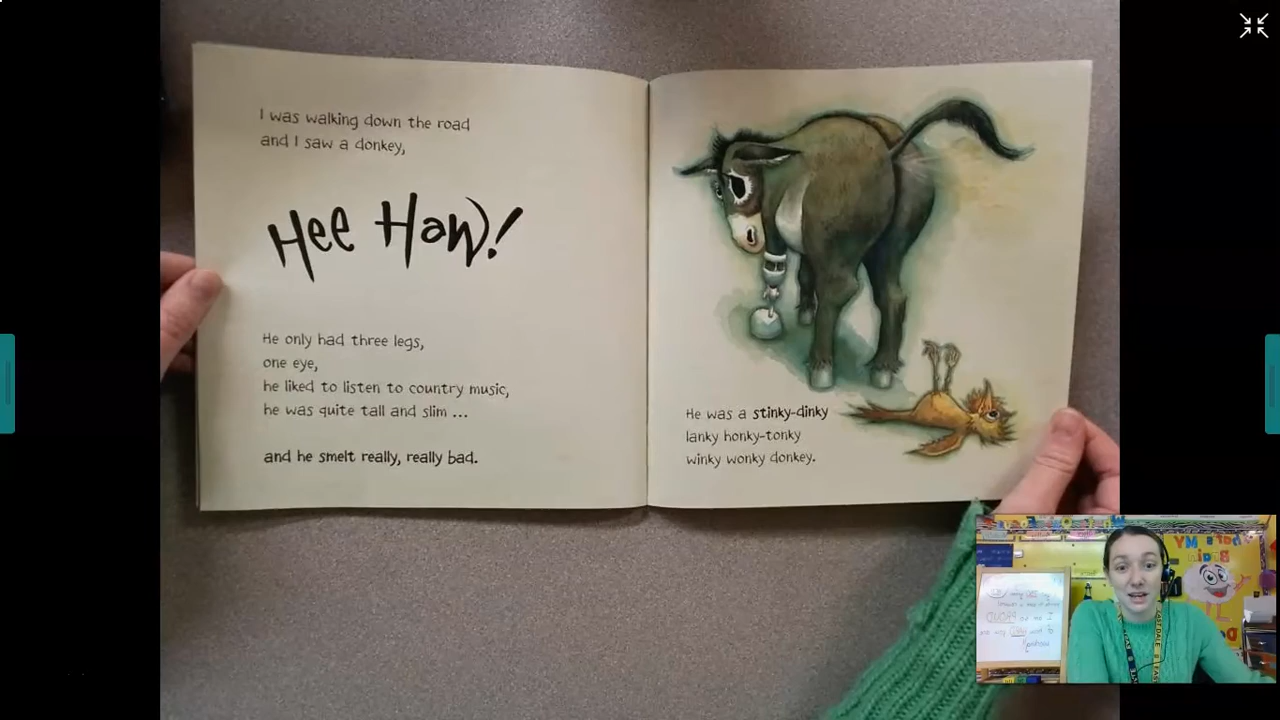 I was walking down the road
and I saw a donkey,
Hee Haw!
He only had three legs,
one eye,
he liked to listen to country music,
he was quite tall and slim ...
and he smelt really, really bad.
He was a stinky-dinky
lanky honky-tonky
winky wonky donkey.